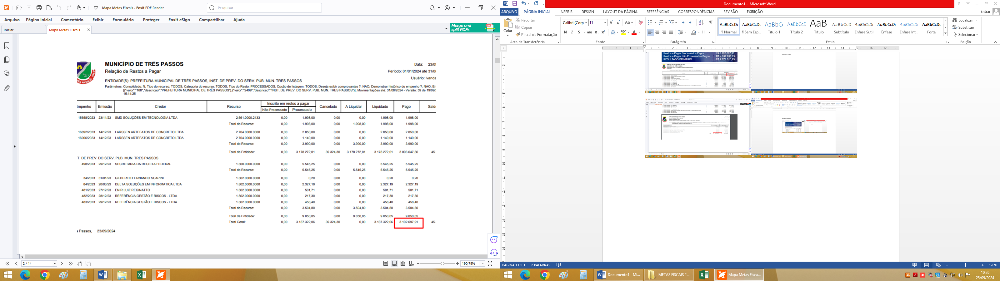 Mapa Metas Fiscais - Foxit PDF Reader
Pesquisar
Arquivo Página Inicial Comentário Exibir Formulário Proteger Foxit eSign Compartilhar Ajuda
Iniciar
Mapa Metas Fiscais
Merge and
split PDFs
MUNICÍPIO DE TRES PASSOS
Relação de Restos a Pagar
Data: 23/09
Período: 01/01/2024 até 31/08
Usuário: ivanda
ENTIDADE(S): PREFEITURA MUNICIPAL DE TRÊS PASSOS, INST. DE PREV. DO SERV. PUB. MUN. TRES PASSOS
Parâmetros: Consolidado: N; Tipo do recurso: TODOS; Categoria do recurso: TODOS; Tipo do Resto: PROCESSADOS; Opção de listagem: TODOS; Deseja exibir comprovantes ?: NAO; Demonstrar histórico do empenho ?: NAO; En
[{"valor":"168","descricao":"PREFEITURA MUNICIPAL DE TRÊS PASSOS"},{"valor":"2409","descricao":"INST. DE PREV. DO SERV. PUB. MUN. TRES PASSOS"}]; Movimentações até: 31/08/2024 - Versão: 59 de 19/09/2
15:14:25
Empenho Emissão Credor Recurso Inscrito em restos a pagar Cancelado A Liquidar Liquidado Pago Sald
Não Processado Processado
15658/2023 23/11/23 SMD SOLUÇÕES EM TECNOLOGIA LTDA 2.661.0000.2133 0,00 1.998,00 0,00 0,00 1.998,00 1.998,00
Total do Recurso: 0,00 1.998,00 0,00 1.998,00 1.998,00 1.998,00
16892/2023 14/12/23 LARSSEN ARTEFATOS DE CONCRETO LTDA 2.704.0000.0000 0,00 2.850,00 0,00 0,00 2.850,00 2.850,00
16906/2023 14/12/23 LARSSEN ARTEFATOS DE CONCRETO LTDA 2.704.0000.0000 0,00 1.140,00 0,00 0,00 1.140,00 1.140,00
Total do Recurso: 0,00 3.990,00 0,00 3.990,00 3.990,00 3.990,00
Total da Entidade: 0,00 3.178.272,01 39.324,30 3.178.272,01 3.178.272,01 3.093.647,86 45.
T. DE PREV. DO SERV. PUB. MUN. TRES PASSOS
498/2023 29/12/23 SECRETARIA DA RECEITA FEDERAL 1.800.0000.0000 0,00 5.545,25 0,00 0,00 5.545,25 5.545,25
Total do Recurso: 0,00 5.545,25 0,00 5.545,25 5.545,25 5.545,25
34/2023 31/01/23 GILBERTO FERNANDO SCAPINI 1.802.0000.0000 0,00 0,20 0,00 0,00 0,20 0,20
84/2023 20/03/23 DELTA SOLUÇÕES EM INFORMATICA LTDA 1.802.0000.0000 0,00 2.327,19 0,00 0,00 2.327,19 2.327,19
481/2023 27/12/23 ENIR LUIZ REGINATTO 1.802.0000.0000 0,00 501,71 0,00 0,00 501,71 501,71
482/2023 28/12/23 REFERÊNCIA GESTÃO E RISCOS - LTDA 1.802.0000.0000 0,00 217,30 0,00 0,00 217,30 217,30
483/2023 29/12/23 REFERÊNCIA GESTÃO E RISCOS - LTDA 1.802.0000.0000 0,00 458,40 0,00 0,00 458,40 458,40
Total do Recurso: 0,00 3.504,80 0,00 3.504,80 3.504,80 3.504,80
Total da Entidade: 0,00 9.050,05 0,00 9.050,05 9.050,05 9.050,05
Total Geral: 0,00 3.187.322,06 39.324,30 0,00 3.187.322,06 3.102.697,91 45.
s Passos, 23/09/2024
2 / 14
190,79%
Documento1 - Microsoft Word
ARQUIVO PÁGINA INICIAL INSERIR DESIGN LAYOUT DA PÁGINA REFERÊNCIAS CORRESPONDÊNCIAS REVISÃO EXIBIÇÃO
Entrar
Colar
Recortar
Copiar
Pincel de Formatação
Área de Transferência
Calibri (Corp 11
Fonte
Parágrafo
AaBbCcDc AaBbCcDc AaBbCc AaBbCcD AaBl AaBbCcD AaBbCcDc AaBbCcDc AaBbCcDc AaBbCcDc
¶ Normal ¶ Sem Esp... Título 1 Título 2 Título Subtítulo Ênfase Sutil Ênfase Ênfase Int... Forte
Estilo
Localizar
Substituir
Selecionar
Edição
Restos a Pagar Processados Pagos R$ 3.102.697,91
Restos a Pagar Não Processados Pagos R$ 4.742.838,73
RESULTADO PRIMÁRIO R$ 2.871.015,95
PÁGINA 1 DE 1 2 PALAVRAS
120%
Documento1 - Mi...
METAS FISCAIS 2...
Mapa Metas Fisca...
10:26
25/09/2024